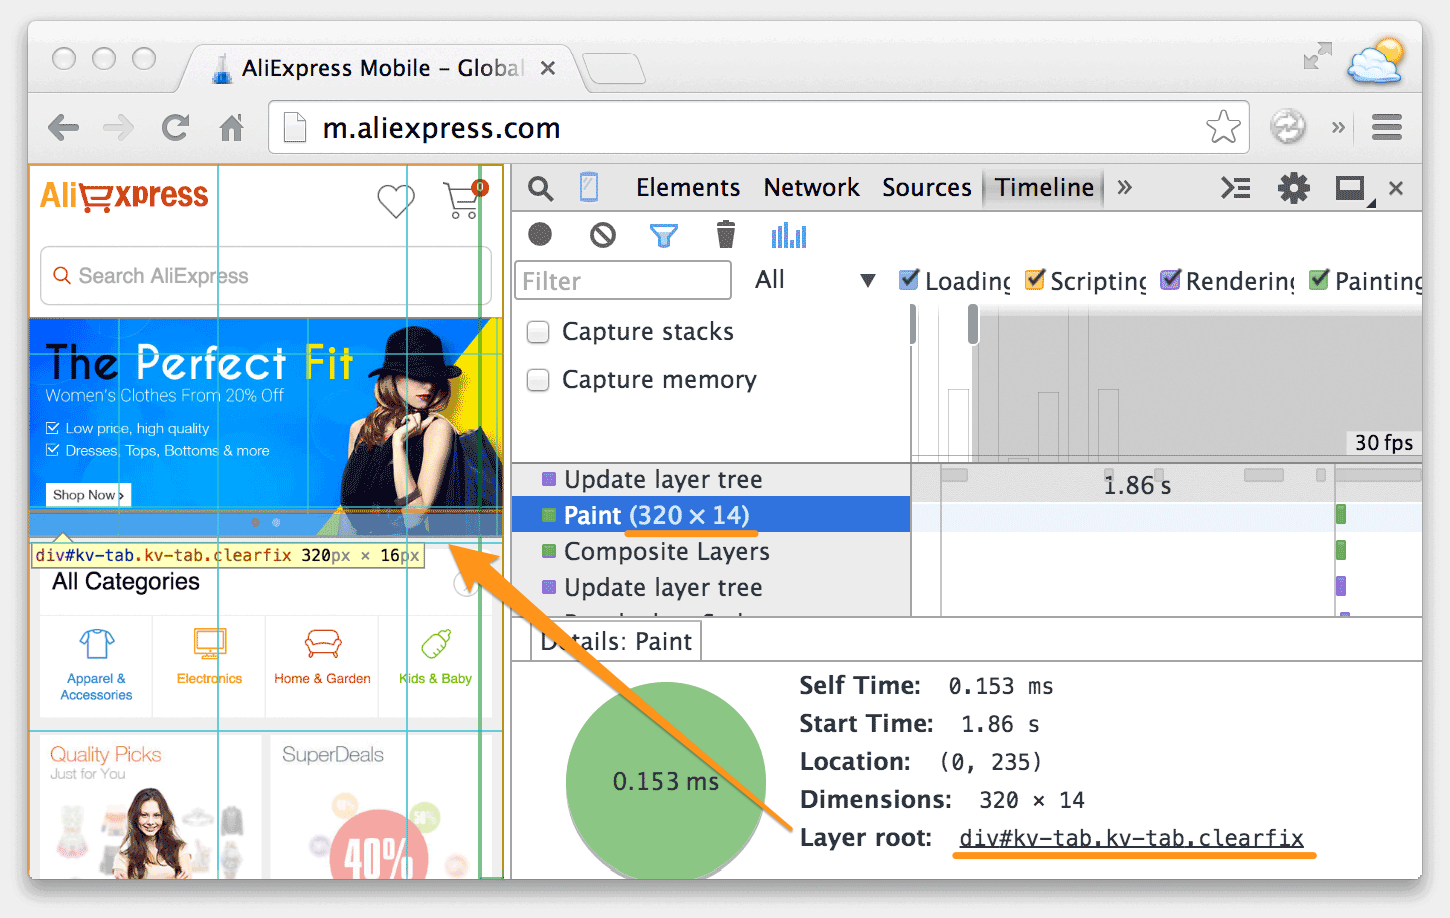 AliExpress Mobile – Global
m.aliexpress.com
AliExpress
0
Search AliExpress
The Perfect Fit
Women's Clothes From 20% Off
Low price, high quality
Dresses, Tops, Bottoms & more
Shop Now ›
div#kv-tab.kv-tab.clearfix 320px × 16px
All Categories
Apparel &
Accessories
Electronics
Home & Garden
Kids & Baby
Quality Picks
Just for You
SuperDeals
50%
40%
Elements Network Sources Timeline »
Filter
All
Loading
Scripting
Rendering
Painting
Capture stacks
Capture memory
30 fps
Update layer tree
1.86 s
Paint (320 × 14)
Composite Layers
Update layer tree
Details: Paint
0.153 ms
Self Time: 0.153 ms
Start Time: 1.86 s
Location: (0, 235)
Dimensions: 320 × 14
Layer root: div#kv-tab.kv-tab.clearfix